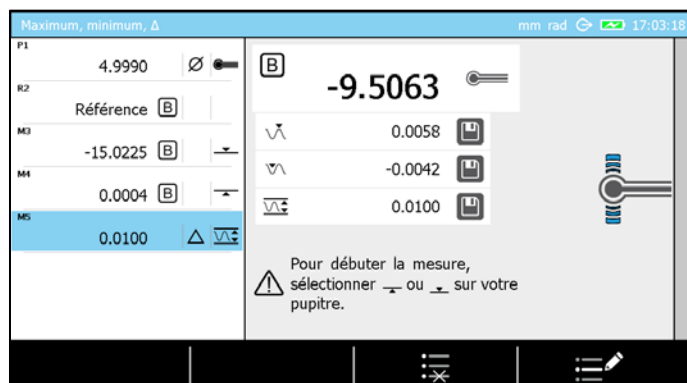 Maximum, minimum, Δ
mm rad 17:03:18
P1
4.9990 Ø
R2
Référence B
M3
-15.0225 B
M4
0.0004 B
M5
0.0100 Δ
B
-9.5063
0.0058
-0.0042
0.0100
Pour débuter la mesure,
sélectionner ou sur votre
pupitre.